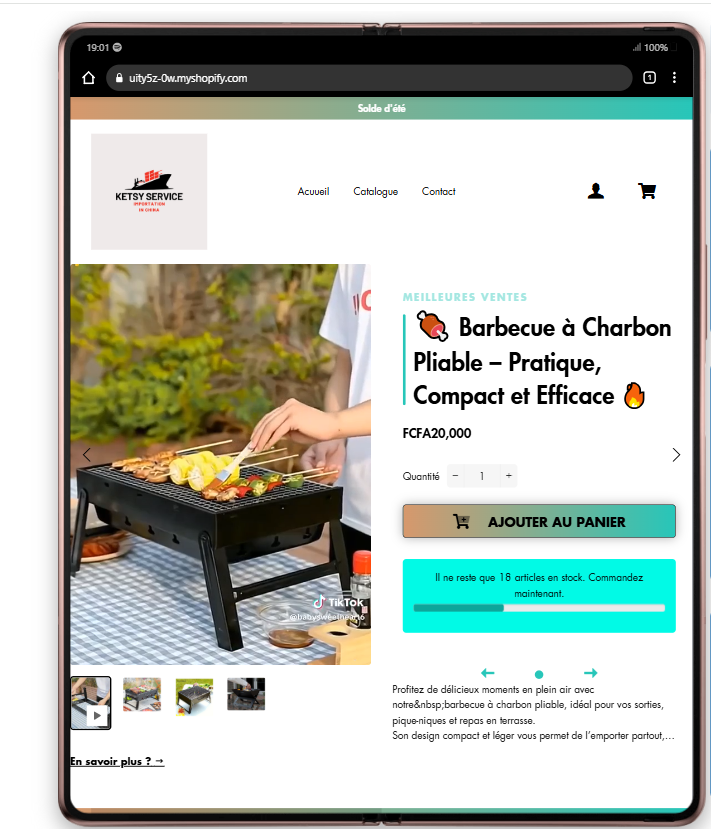 19:01
100%
uity5z-0w.myshopify.com
1
Solde d'été
KETSY SERVICE
IMPORTATION
IN CHINA
Acuueil
Catalogue
Contact
MEILLEURES VENTES
🍖 Barbecue à Charbon
Pliable – Pratique,
Compact et Efficace 🔥
FCFA20,000
Quantité
− 1 +
AJOUTER AU PANIER
Il ne reste que 18 articles en stock. Commandez
maintenant.
TikTok
@babysweetheart6
Profitez de délicieux moments en plein air avec
notre&nbsp;barbecue à charbon pliable, idéal pour vos sorties,
pique-niques et repas en terrasse.
Son design compact et léger vous permet de l'emporter partout,...
En savoir plus ? →